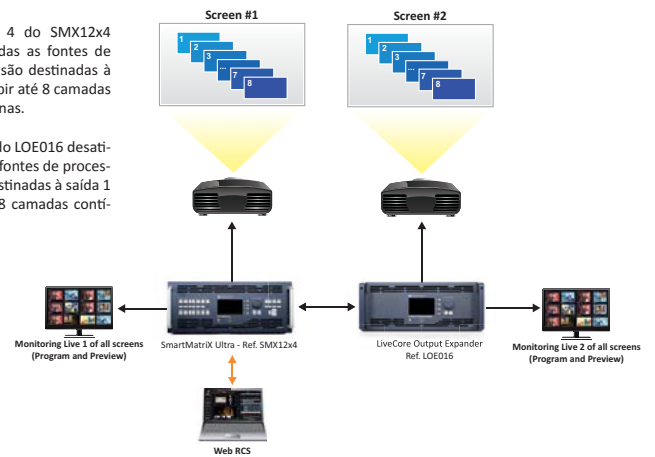 4 do SMX12x4
das as fontes de
são destinadas à
bir até 8 camadas
nas.
do LOE016 desati-
fontes de proces-
stinadas à saída 1
8 camadas contí-
Screen #1
1
2
3
...
7
8
Screen #2
1
2
3
...
7
8
Monitoring Live 1 of all screens
(Program and Preview)
SmartMatriX Ultra - Ref. SMX12x4
LiveCore Output Expander
Ref. LOE016
Monitoring Live 2 of all screens
(Program and Preview)
Web RCS